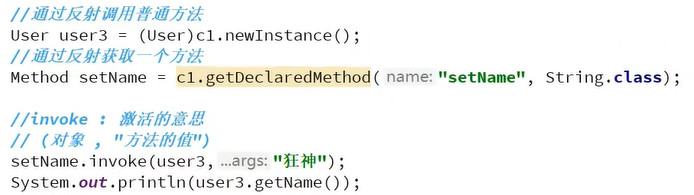 //通过反射调用普通方法
User user3 = (User)c1.newInstance();
//通过反射获取一个方法
Method setName = c1.getDeclaredMethod( name: "setName", String.class);
//invoke : 激活的意思
// (对象 , "方法的值")
setName.invoke(user3, ...args: "狂神");
System.out.println(user3.getName());